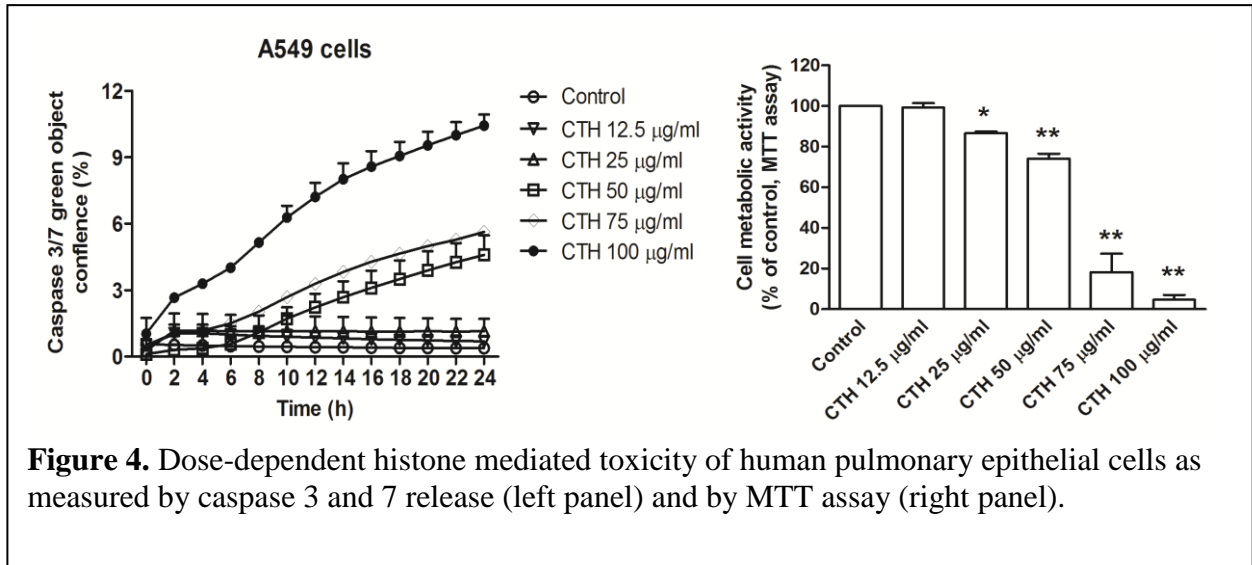 A549 cells
Caspase 3/7 green object
conflence (%)
12
9
6
3
0
0 2 4 6 8 10 12 14 16 18 20 22 24
Time (h)
Control
CTH 12.5 μg/ml
CTH 25 μg/ml
CTH 50 μg/ml
CTH 75 μg/ml
CTH 100 μg/ml
Cell metabolic activity
(% of control, MTT assay)
120
100
80
60
40
20
0
*
**
**
**
Control
CTH 12.5 μg/ml
CTH 25 μg/ml
CTH 50 μg/ml
CTH 75 μg/ml
CTH 100 μg/ml
Figure 4. Dose-dependent histone mediated toxicity of human pulmonary epithelial cells as
measured by caspase 3 and 7 release (left panel) and by MTT assay (right panel).